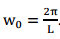 w₀ = 2π/L.